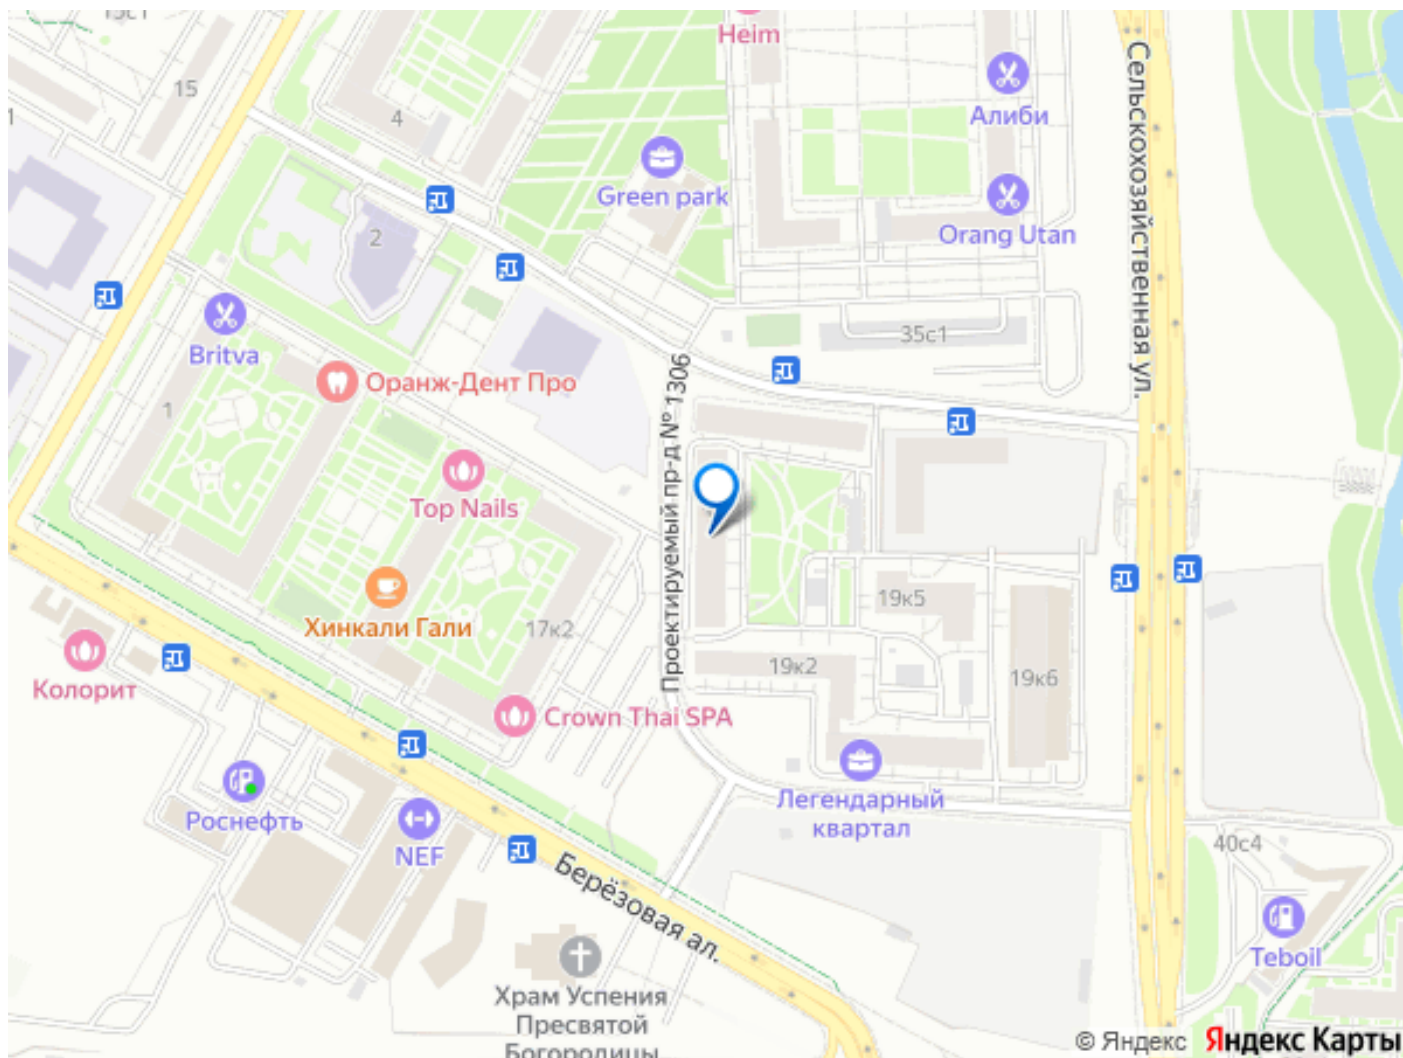 15с1
Heim
15
4
Алиби
Сельскохозяйственная ул.
1
Green park
2
Orang Utan
Britva
35с1
Оранж-Дент Про
1
Проектируемый пр-д № 1306
Top Nails
Хинкали Гали
17к2
19к5
Колорит
19к2
19к6
Crown Thai SPA
Роснефть
NEF
Легендарный
квартал
40с4
Берёзовая ал.
Teboil
Храм Успения
Пресвятой
Богородицы
© Яндекс Яндекс Карты